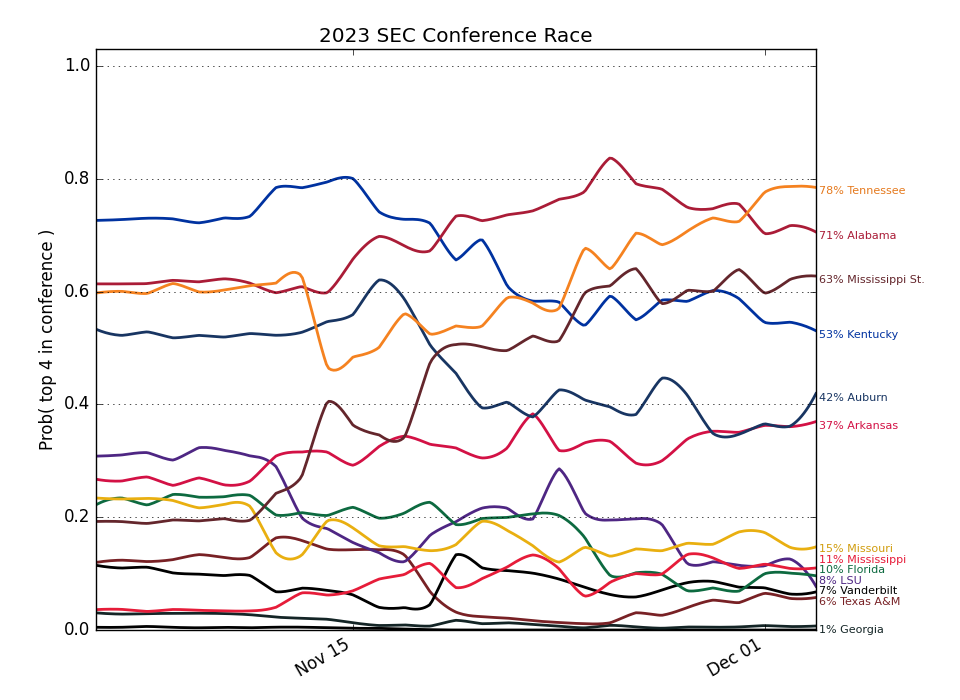 2023 SEC Conference Race
Prob( top 4 in conference )
1.0
0.8
0.6
0.4
0.2
0.0
Nov 15
Dec 01
78% Tennessee
71% Alabama
63% Mississippi St.
53% Kentucky
42% Auburn
37% Arkansas
15% Missouri
11% Mississippi
10% Florida
8% LSU
7% Vanderbilt
6% Texas A&M
1% Georgia